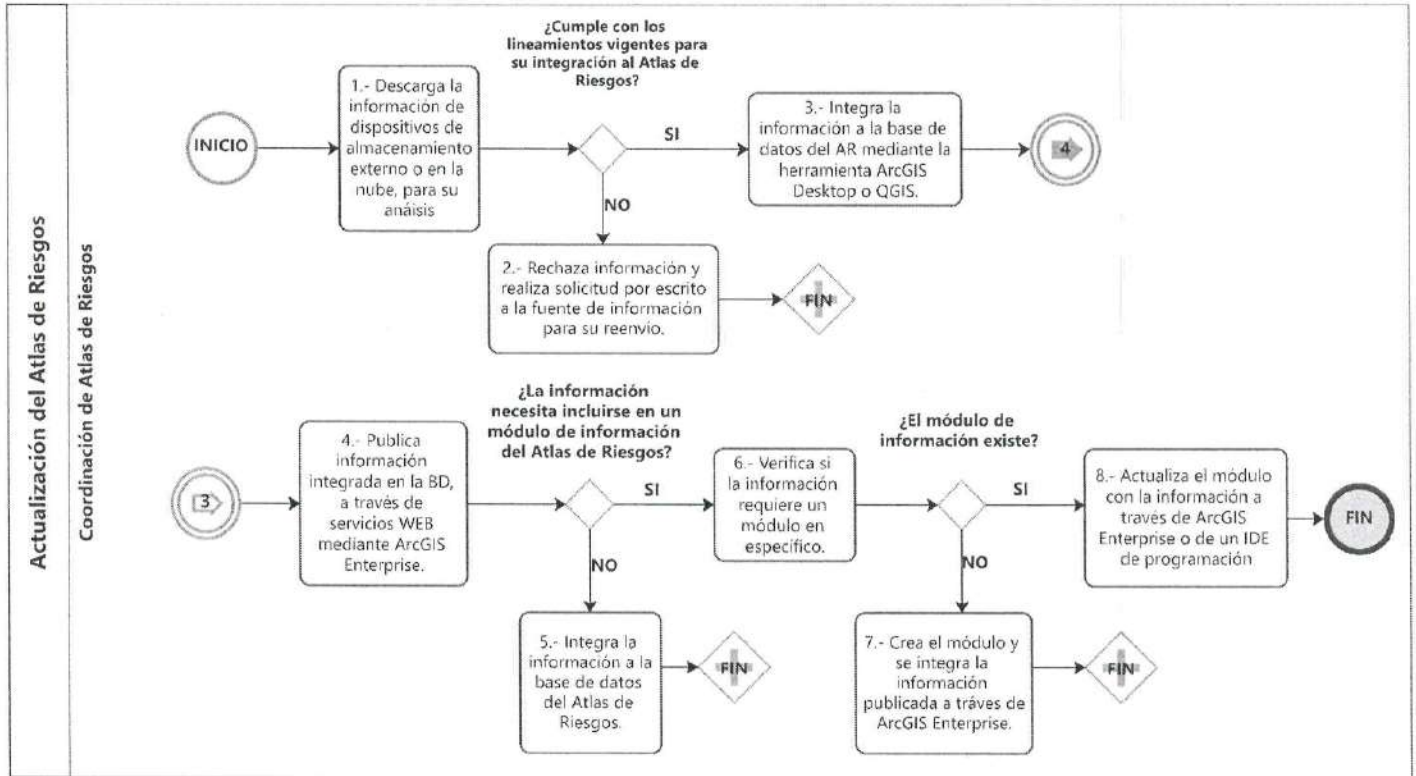 Actualización del Atlas de Riesgos
Coordinación de Atlas de Riesgos
INICIO
1.- Descarga la
información de
dispositivos de
almacenamiento
externo o en la
nube, para su
anáisis
¿Cumple con los
lineamientos vigentes para
su integración al Atlas de
Riesgos?
SI
NO
3.- Integra la
información a la base de
datos del AR mediante la
herramienta ArcGIS
Desktop o QGIS.
4
2.- Rechaza información y
realiza solicitud por escrito
a la fuente de información
para su reenvío.
FIN
3
4.- Publica
información
integrada en la BD,
a través de
servicios WEB
mediante ArcGIS
Enterprise.
¿La información
necesita incluirse en un
módulo de información
del Atlas de Riesgos?
SI
NO
5.- Integra la
información a la
base de datos
del Atlas de
Riesgos.
FIN
6.- Verifica si
la información
requiere un
módulo en
especifico.
¿El módulo de
información existe?
SI
NO
7.- Crea el módulo y
se integra la
información
publicada a tráves de
ArcGIS Enterprise.
FIN
8.- Actualiza el módulo
con la información a
través de ArcGIS
Enterprise o de un IDE
de programación
FIN